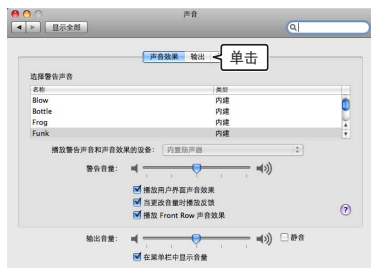 声音
显示全部
声音效果 输出
单击
选择警告声音
名称 类型
Blow 内建
Bottle 内建
Frog 内建
Funk 内建
播放警告声音和声音效果的设备: 内置扬声器
警告音量:
播放用户界面声音效果
当更改音量时播放反馈
播放 Front Row 声音效果
?
输出音量: 静音
在菜单栏中显示音量